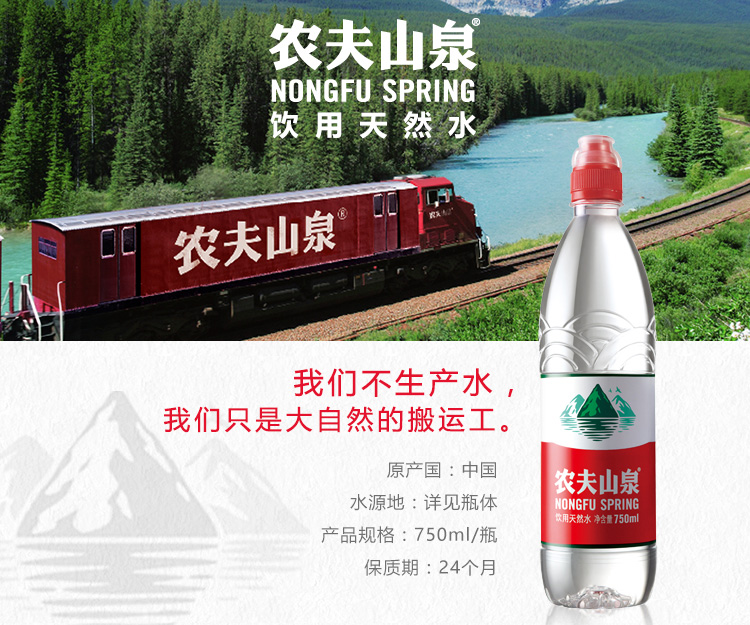 农夫山泉®
NONGFU SPRING
饮用天然水
农夫山泉®
农夫山泉
我们不生产水，
我们只是大自然的搬运工。
原产国：中国
水源地：详见瓶体
产品规格：750ml/瓶
保质期：24个月
农夫山泉®
NONGFU SPRING
饮用天然水 净含量750ml